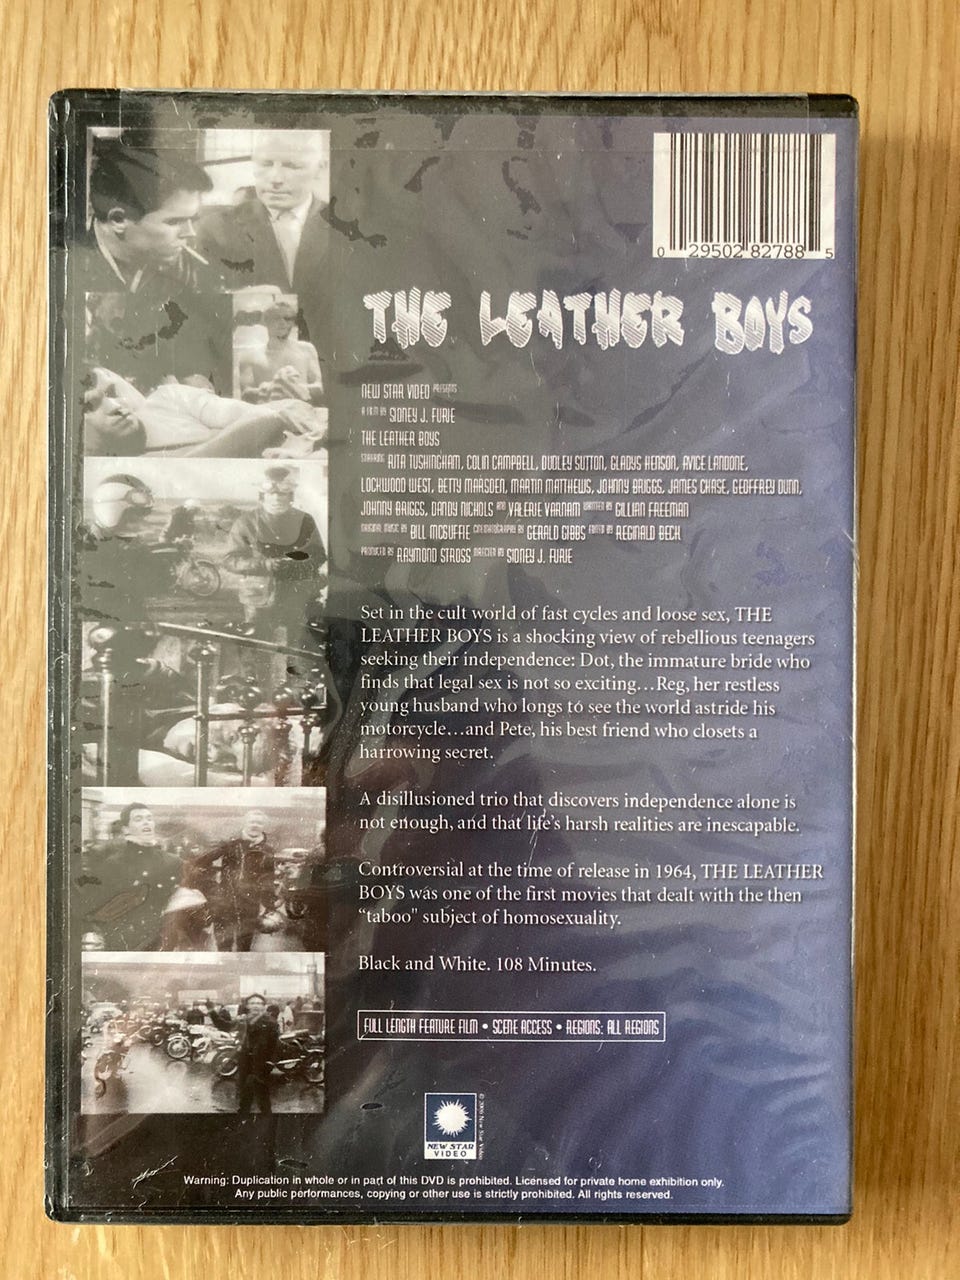 0 29502 82788 5
THE LEATHER BOYS
NEW STAR VIDEO PRESENTS
A FILM BY SIDNEY J. FURIE
THE LEATHER BOYS
STARRING RITA TUSHINGHAM, COLIN CAMPBELL, DUDLEY SUTTON, GLADYS HENSON, AVICE LANDONE,
LOCKWOOD WEST, BETTY MARSDEN, MARTIN MATTHEWS, JOHNNY BRIGGS, JAMES CHASE, GEOFFREY DUNN,
JOHNNY BRIGGS, DANDY NICHOLS AND VALERIE VARNAM WRITTEN BY GILLIAN FREEMAN
ORIGINAL MUSIC BY BILL MCGUFFIE CINEMATOGRAPHY BY GERALD GIBBS EDITED BY REGINALD BECK
PRODUCED BY RAYMOND STROSS DIRECTED BY SIDNEY J. FURIE
Set in the cult world of fast cycles and loose sex, THE
LEATHER BOYS is a shocking view of rebellious teenagers
seeking their independence: Dot, the immature bride who
finds that legal sex is not so exciting...Reg, her restless
young husband who longs to see the world astride his
motorcycle...and Pete, his best friend who closets a
harrowing secret.
A disillusioned trio that discovers independence alone is
not enough, and that life's harsh realities are inescapable.
Controversial at the time of release in 1964, THE LEATHER
BOYS was one of the first movies that dealt with the then
"taboo" subject of homosexuality.
Black and White. 108 Minutes.
FULL LENGTH FEATURE FILM • SCENE ACCESS • REGIONS: ALL REGIONS
NEW STAR
VIDEO
Warning: Duplication in whole or in part of this DVD is prohibited. Licensed for private home exhibition only.
Any public performances, copying or other use is strictly prohibited. All rights reserved.